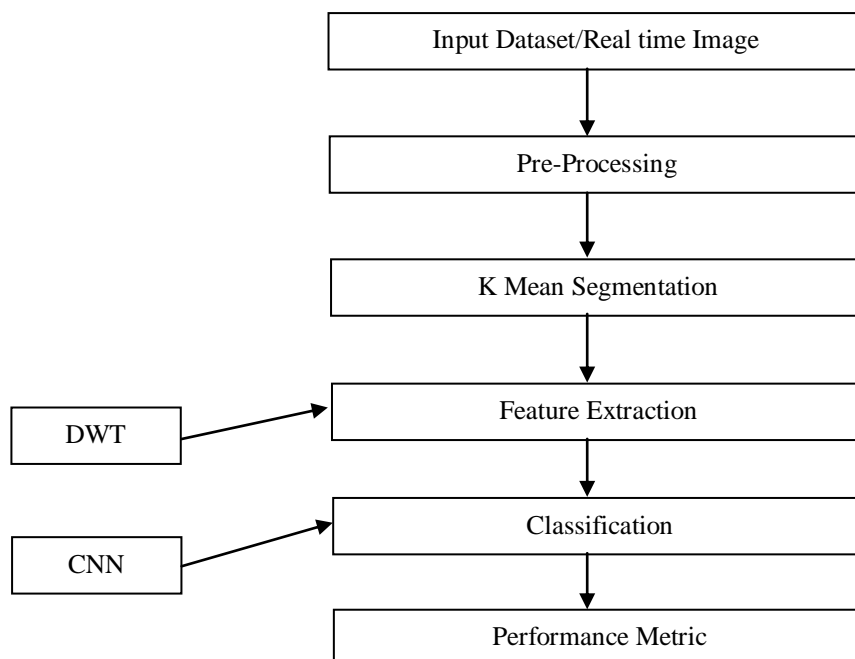 Input Dataset/Real time Image
Pre-Processing
K Mean Segmentation
Feature Extraction
DWT
Classification
CNN
Performance Metric